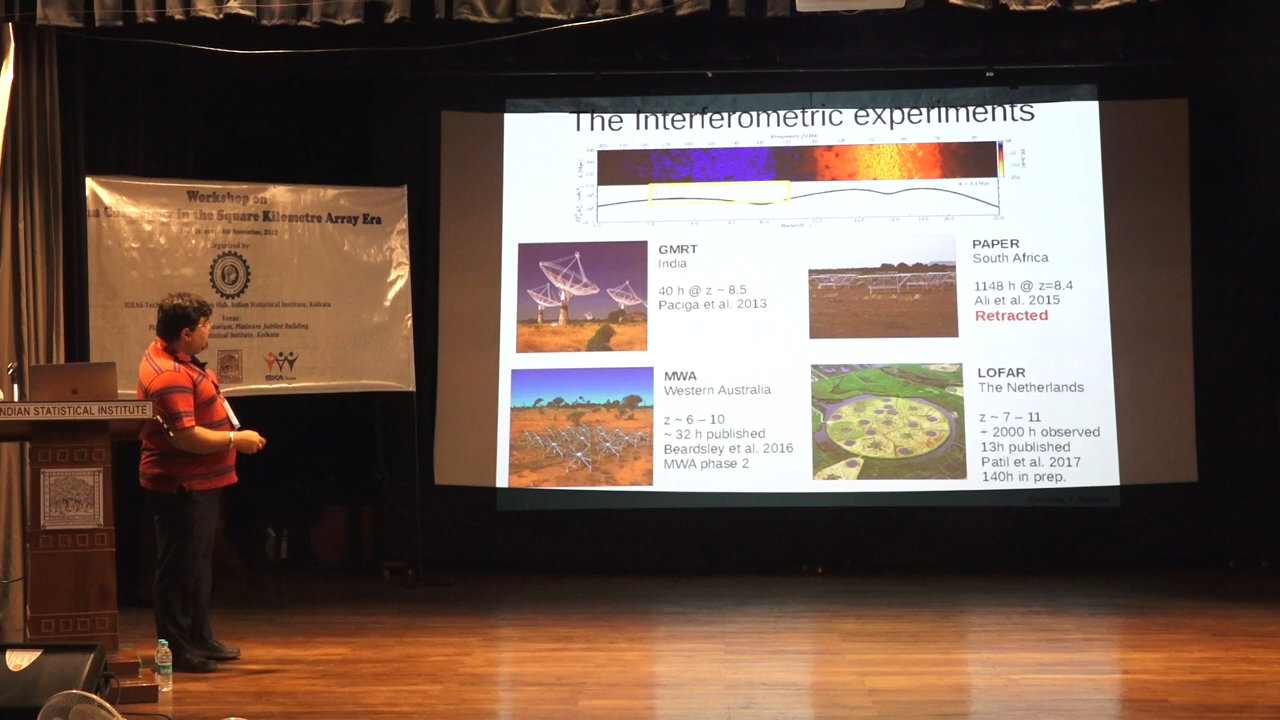 Workshop on
in the Square Kilometre Array Era
November,
Organized by:
Hub, Indian Statistical Institute, Kolkata
Venue:
Platinum Jubilee Building,
Institute, Kolkata
SKA
INDIAN STATISTICAL INSTITUTE
The Interferometric experiments
Frequency [MHz]
GMRT
India
40 h @ z ~ 8.5
Paciga et al. 2013
PAPER
South Africa
1148 h @ z=8.4
Ali et al. 2015
Retracted
MWA
Western Australia
z ~ 6 – 10
~ 32 h published
Beardsley et al. 2016
MWA phase 2
LOFAR
The Netherlands
z ~ 7 – 11
+ 2000 h observed
13h published
Patil et al. 2017
140h in prep.